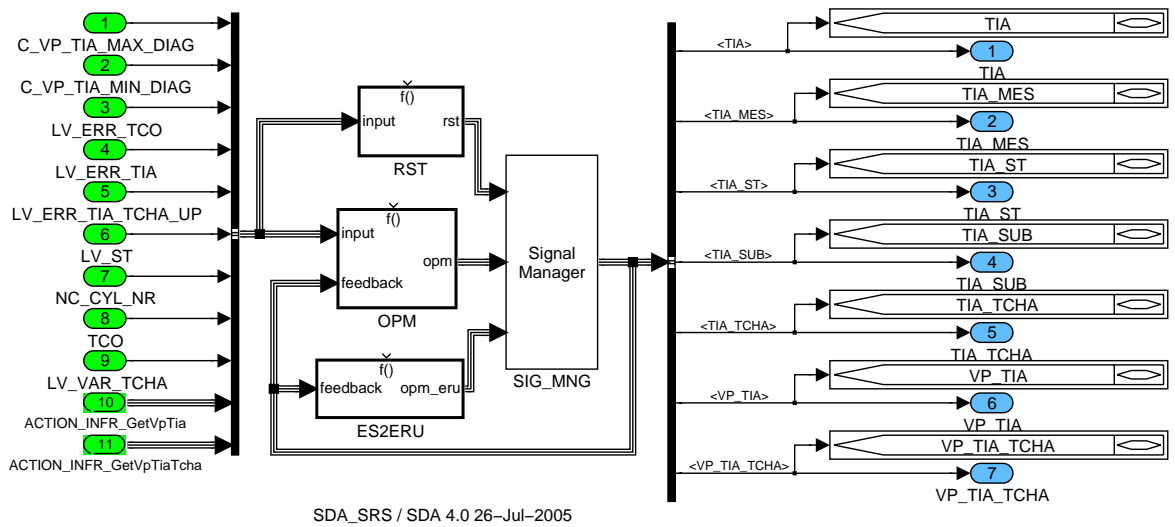 1
C_VP_TIA_MAX_DIAG
2
C_VP_TIA_MIN_DIAG
3
LV_ERR_TCO
4
LV_ERR_TIA
5
LV_ERR_TIA_TCHA_UP
6
LV_ST
7
NC_CYL_NR
8
TCO
9
LV_VAR_TCHA
10
ACTION_INFR_GetVpTia
11
ACTION_INFR_GetVpTiaTcha
f()
input rst
RST
f()
input
opm
feedback
OPM
f()
feedback opm_eru
ES2ERU
Signal
Manager
SIG_MNG
<TIA>
TIA
1
TIA
<TIA_MES>
TIA_MES
2
TIA_MES
<TIA_ST>
TIA_ST
3
TIA_ST
<TIA_SUB>
TIA_SUB
4
TIA_SUB
<TIA_TCHA>
TIA_TCHA
5
TIA_TCHA
<VP_TIA>
VP_TIA
6
VP_TIA
<VP_TIA_TCHA>
VP_TIA_TCHA
7
VP_TIA_TCHA
SDA_SRS / SDA 4.0 26−Jul−2005